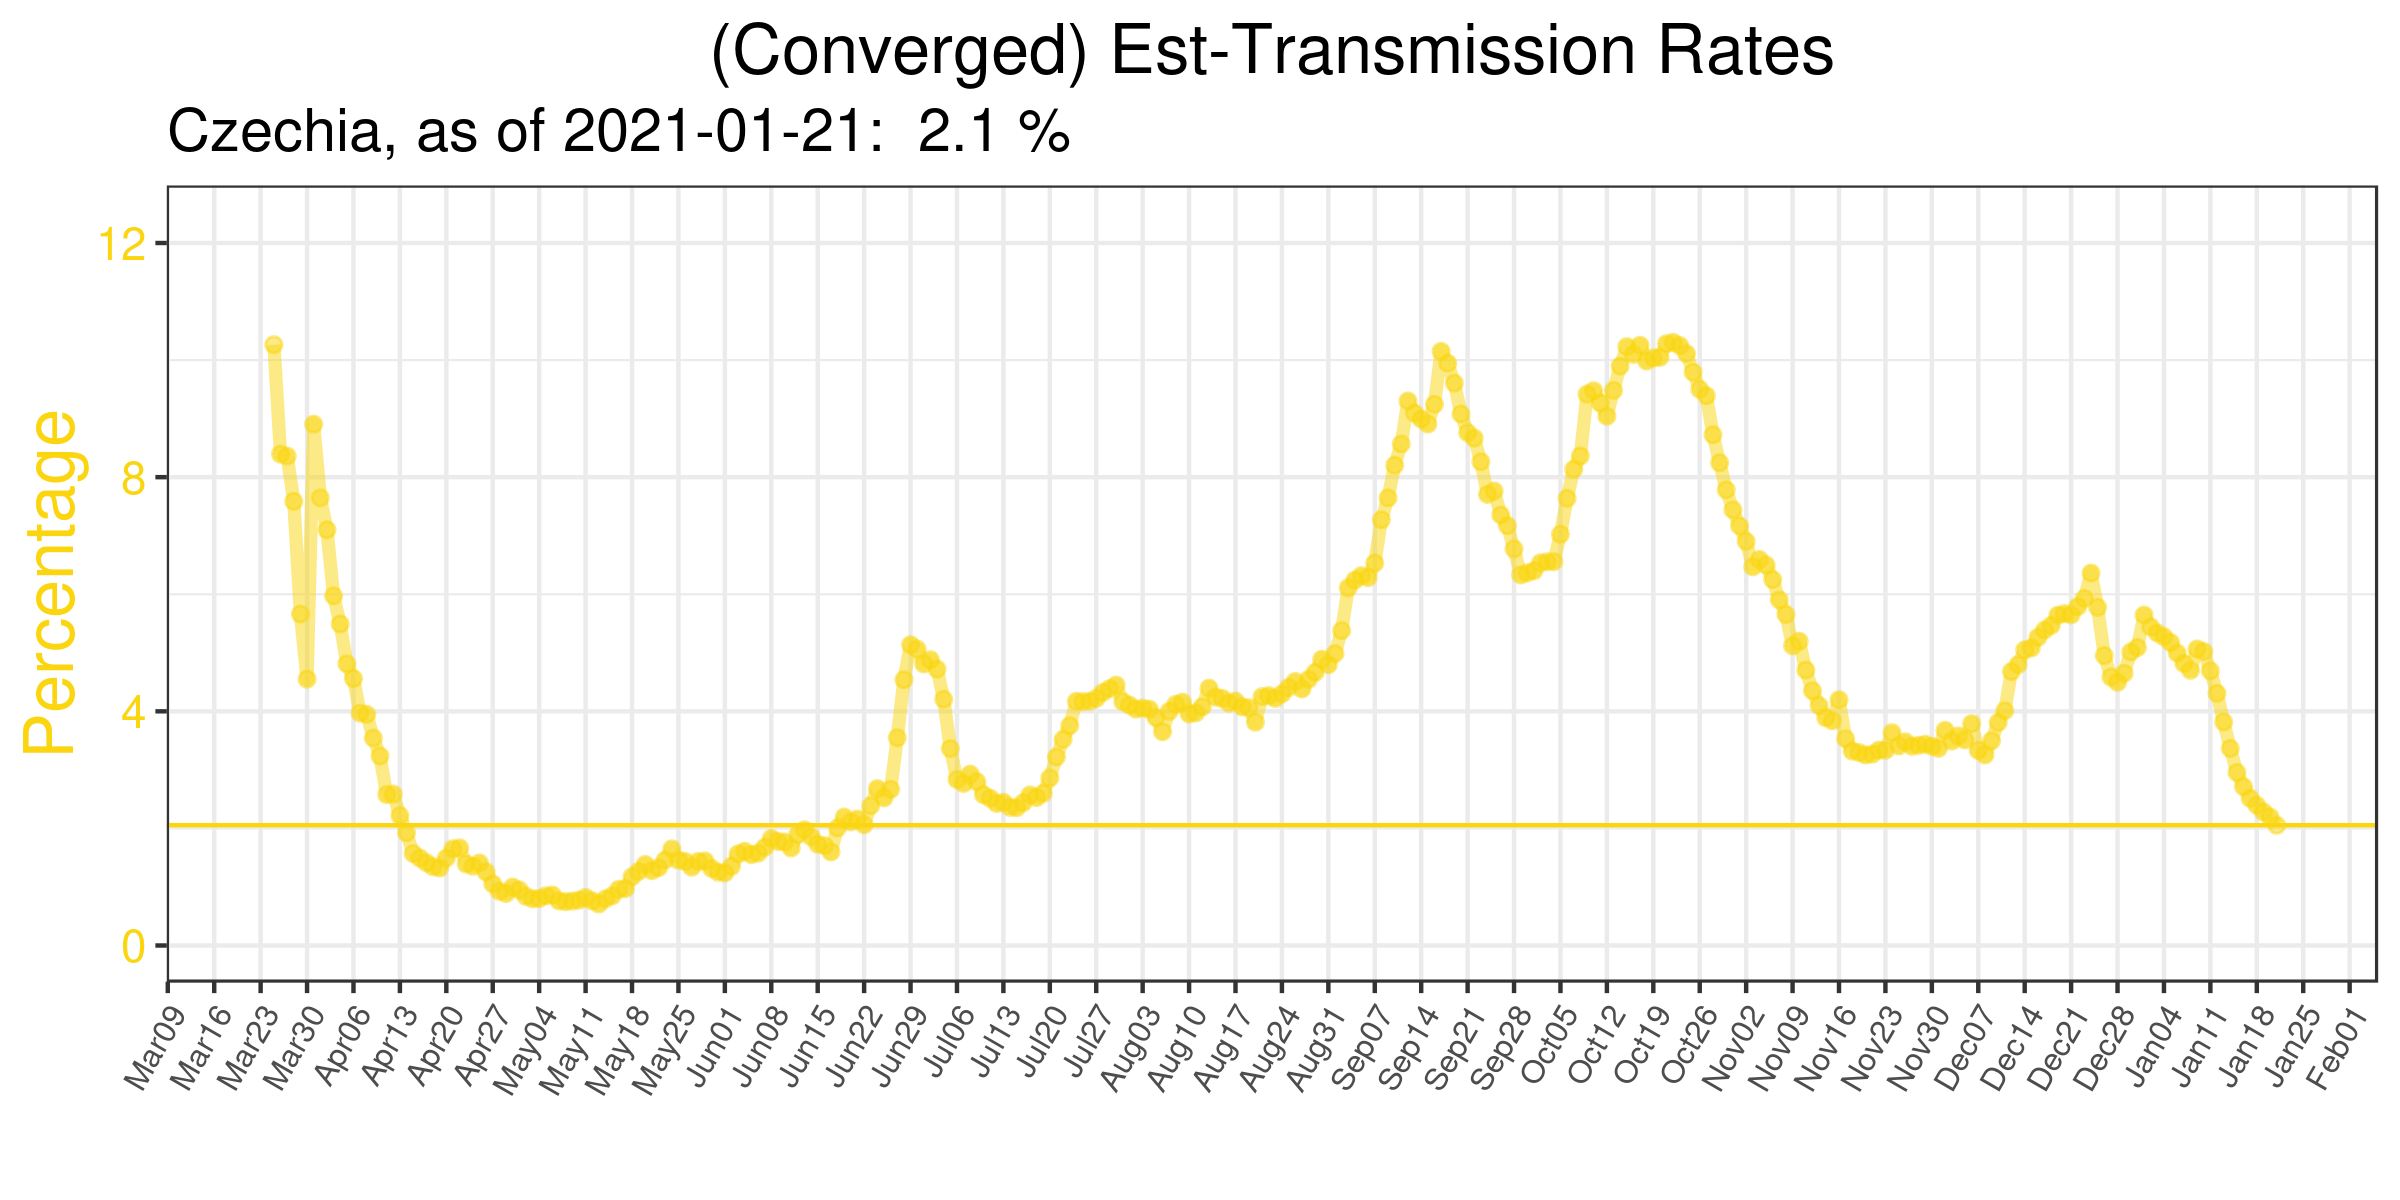 (Converged) Est-Transmission Rates
Czechia, as of 2021-01-21:  2.1 %
Percentage
12
8
4
0
Mar09
Mar16
Mar23
Mar30
Apr06
Apr13
Apr20
Apr27
May04
May11
May18
May25
Jun01
Jun08
Jun15
Jun22
Jun29
Jul06
Jul13
Jul20
Jul27
Aug03
Aug10
Aug17
Aug24
Aug31
Sep07
Sep14
Sep21
Sep28
Oct05
Oct12
Oct19
Oct26
Nov02
Nov09
Nov16
Nov23
Nov30
Dec07
Dec14
Dec21
Dec28
Jan04
Jan11
Jan18
Jan25
Feb01